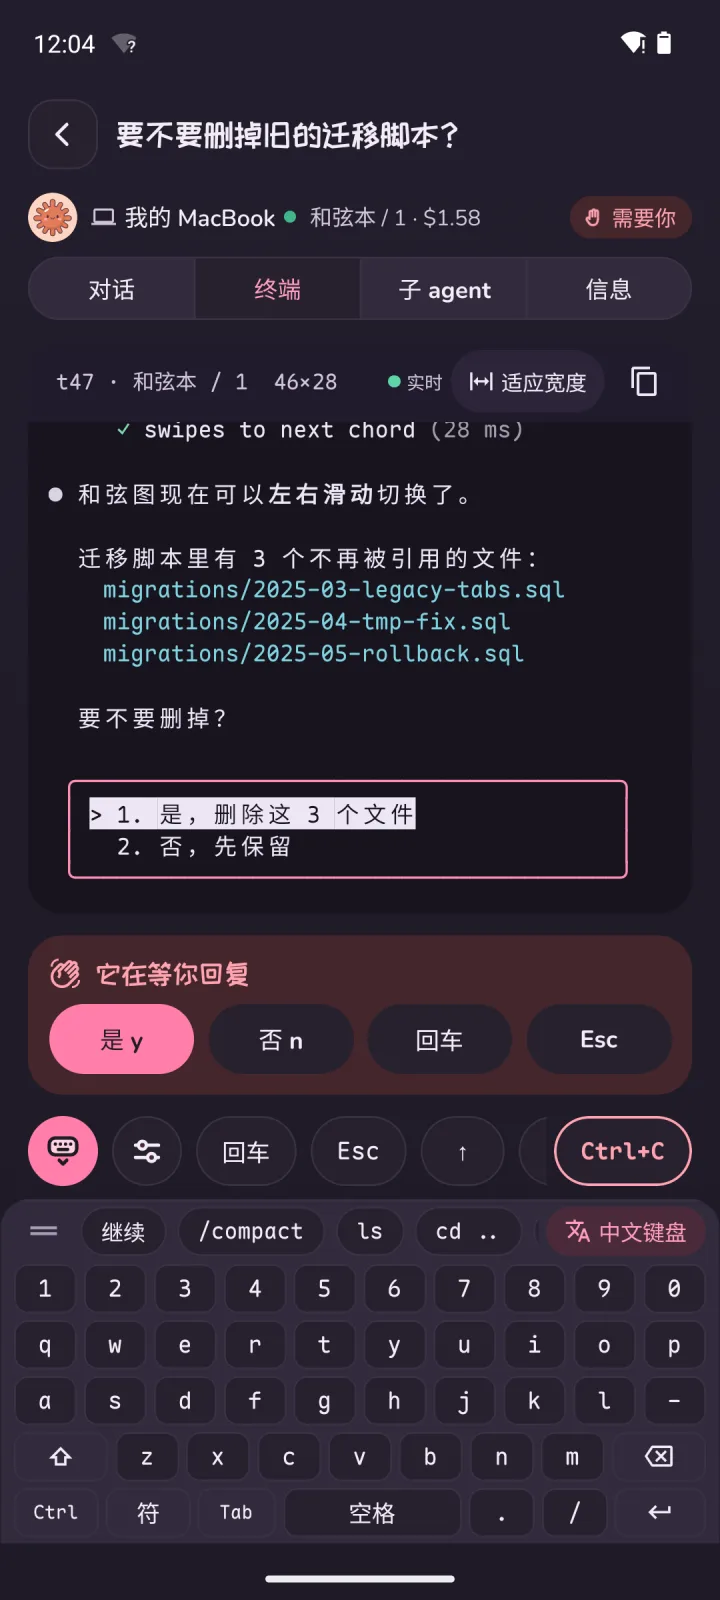 12:04
要不要删掉旧的迁移脚本？
我的 MacBook 和弦本 / 1 · $1.58 需要你
对话 终端 子 agent 信息
t47 · 和弦本 / 1 46×28 实时 适应宽度
✓ swipes to next chord (28 ms)
和弦图现在可以左右滑动切换了。
迁移脚本里有 3 个不再被引用的文件：
migrations/2025-03-legacy-tabs.sql
migrations/2025-04-tmp-fix.sql
migrations/2025-05-rollback.sql
要不要删掉？
> 1. 是，删除这 3 个文件
2. 否，先保留
它在等你回复
是 y 否 n 回车 Esc
回车 Esc ↑ Ctrl+C
继续 /compact ls cd .. 中文键盘
1 2 3 4 5 6 7 8 9 0
q w e r t y u i o p
a s d f g h j k l -
z x c v b n m
Ctrl 符 Tab 空格 . /